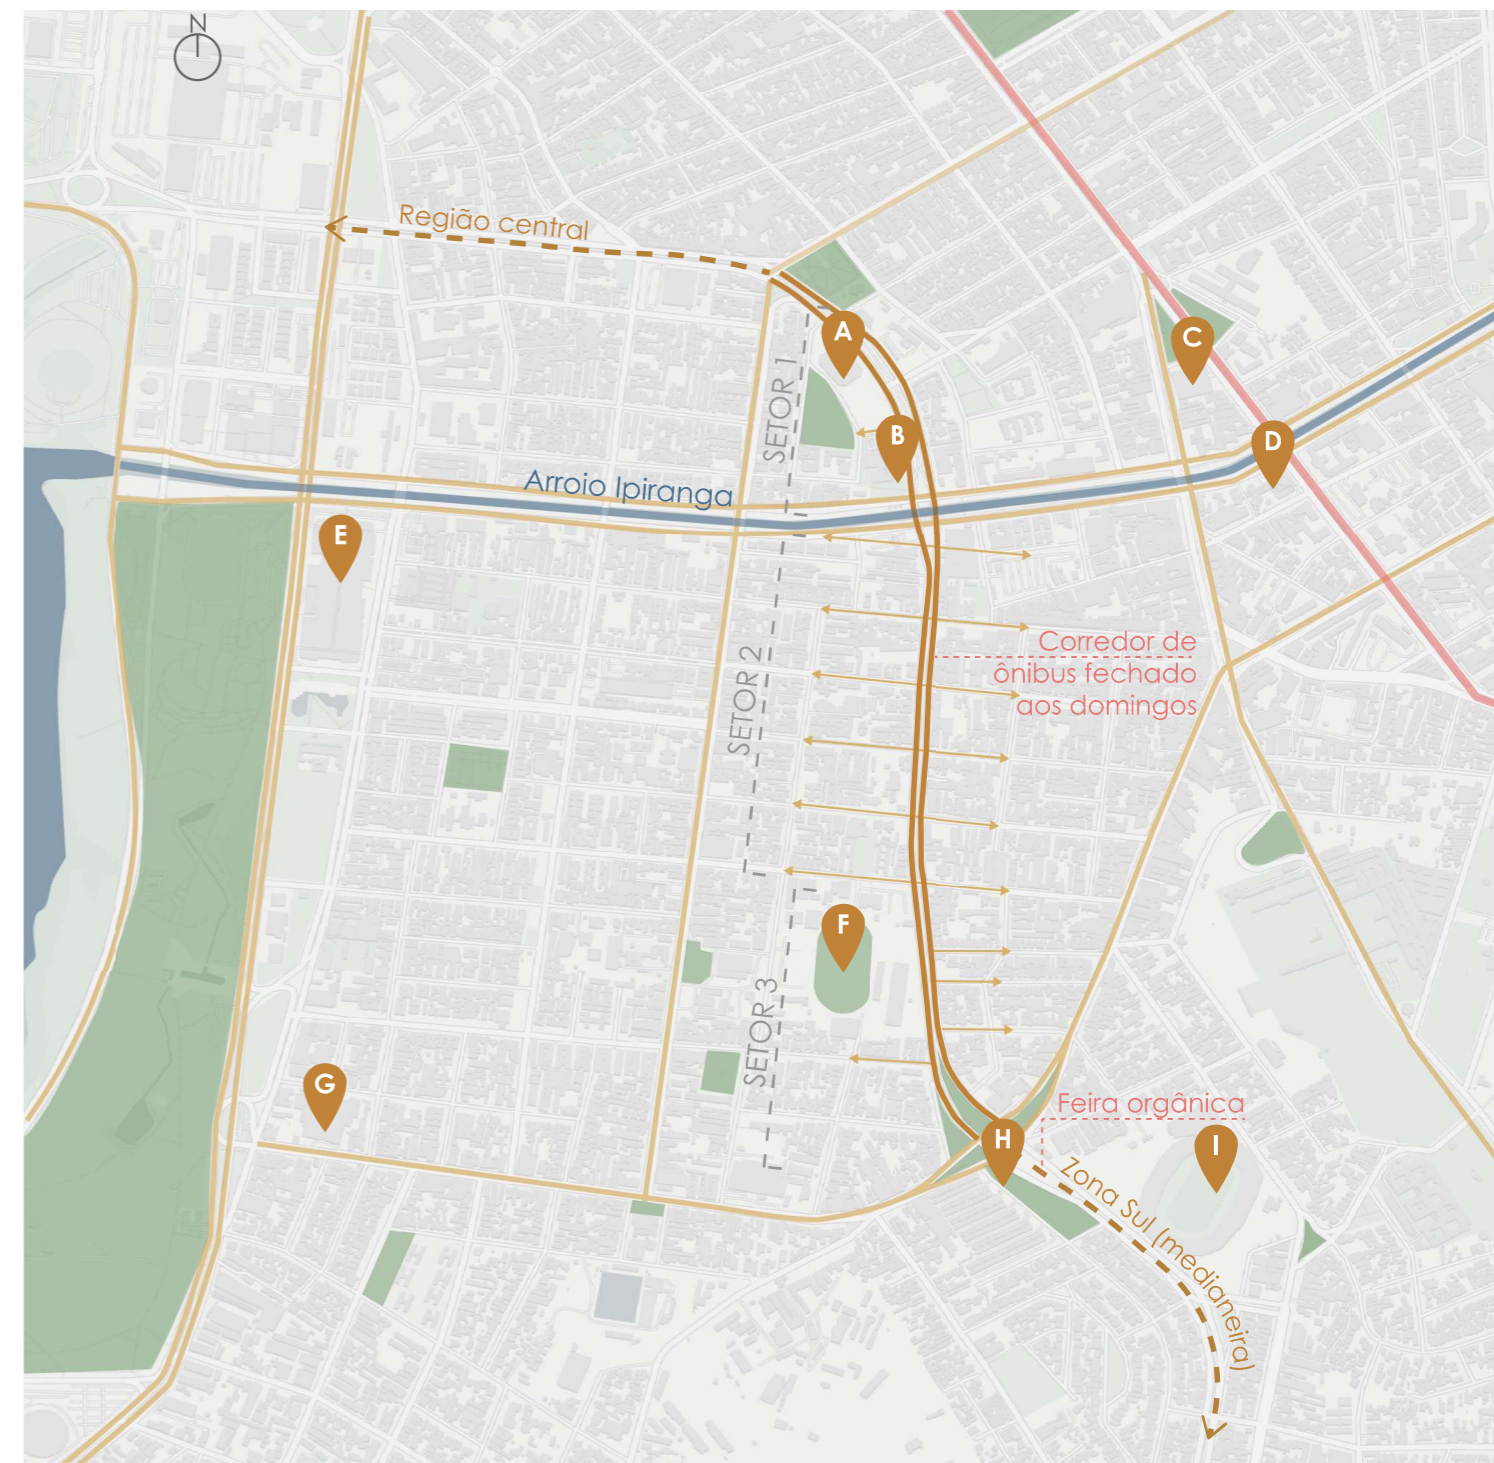 N
Região central
A
C
SETOR 1
B
D
Arroio Ipiranga
E
Corredor de
ônibus fechado
aos domingos
SETOR 2
F
SETOR 3
G
Feira orgânica
H
I
Zona Sul (medianeira)